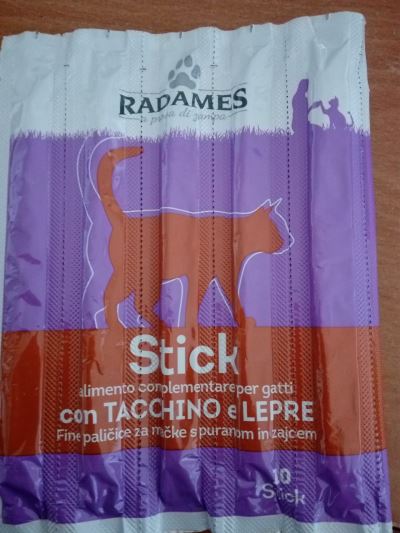 RADAMES
a prova di zampa
Stick
alimento complementare per gatti
con TACCHINO e LEPRE
Fine paličice za mačke s puranom in zajcem
10
Stick